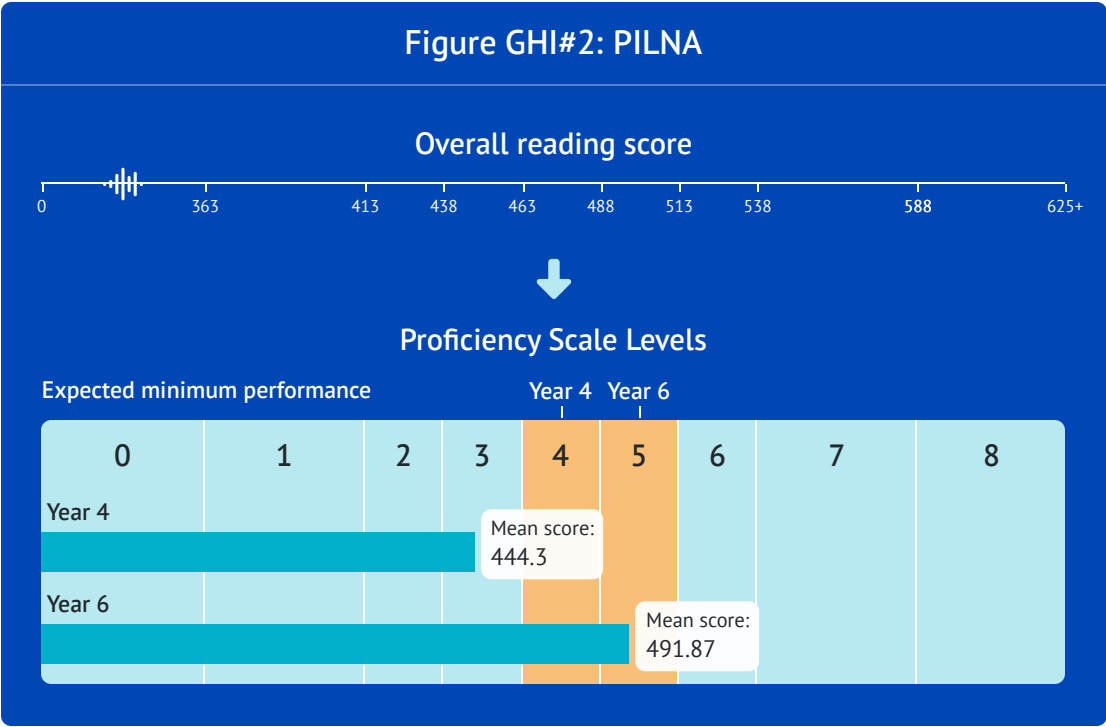 Figure GHI#2: PILNA
Overall reading score
0 363 413 438 463 488 513 538 588 625+
Proficiency Scale Levels
Expected minimum performance Year 4 Year 6
0 1 2 3 4 5 6 7 8
Year 4
Mean score:
444.3
Year 6
Mean score:
491.87